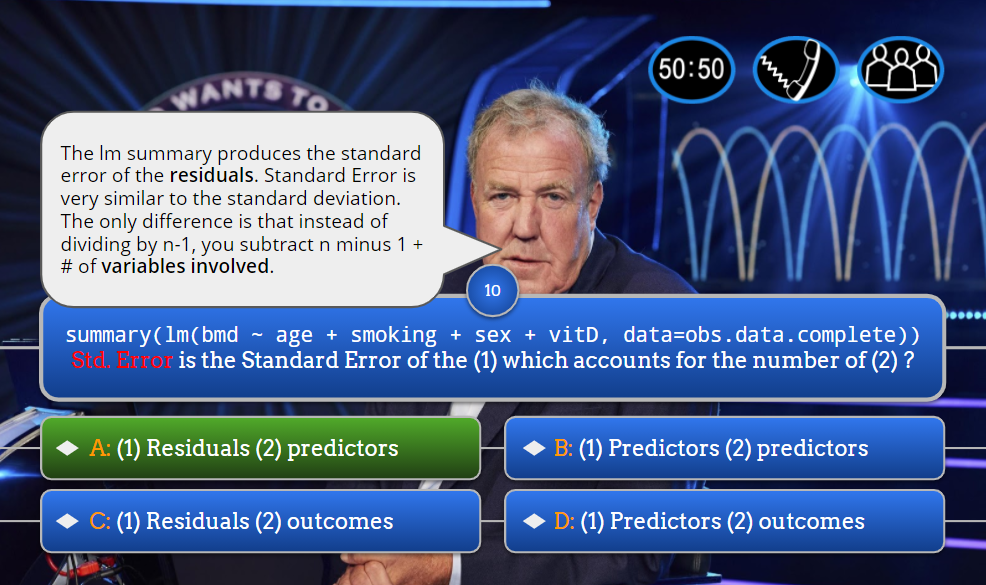 50:50
WANTS TO
The lm summary produces the standard
error of the residuals. Standard Error is
very similar to the standard deviation.
The only difference is that instead of
dividing by n-1, you subtract n minus 1 +
# of variables involved.
10
summary(lm(bmd ~ age + smoking + sex + vitD, data=obs.data.complete))
Std. Error is the Standard Error of the (1) which accounts for the number of (2) ?
A: (1) Residuals (2) predictors
B: (1) Predictors (2) predictors
C: (1) Residuals (2) outcomes
D: (1) Predictors (2) outcomes